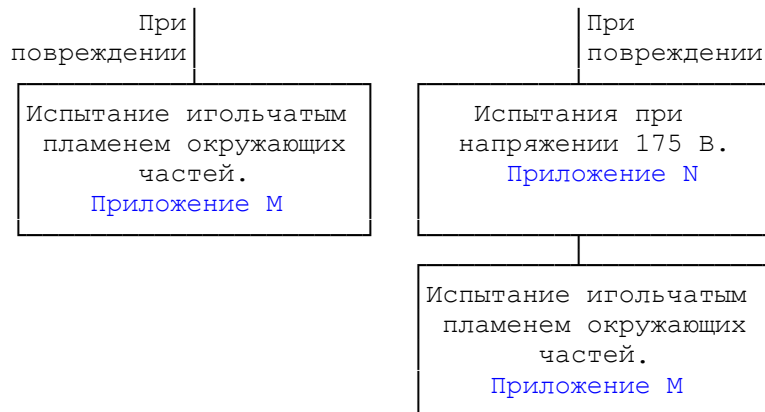 При
повреждении
При
повреждении
Испытание игольчатым
пламенем окружающих
частей.
Приложение M
Испытания при
напряжении 175 В.
Приложение N
Испытание игольчатым
пламенем окружающих
частей.
Приложение M